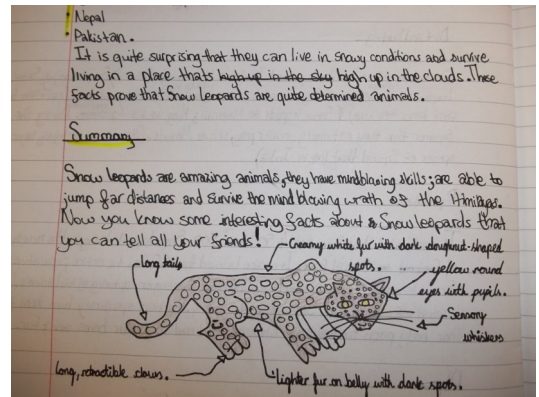 • Nepal
• Pakistan.
It is quite surprising that they can live in snowy conditions and survive
living in a place thats high up in the sky high up in the clouds. These
facts prove that Snow Leopards are quite determined animals.
Summary
Snow leopards are amazing animals, they have mindblowing skills; are able to
jump far distances and survive the mind blowing wrath of the
Now you know some interesting facts about Snow leopards that
you can tell all your friends!
Creamy white fur with dark doughnut-shaped
spots.
Long tails
yellow round
eyes with pupils.
Sensory
whiskers
Long, retractible claws.
Lighter fur on belly with dark spots.